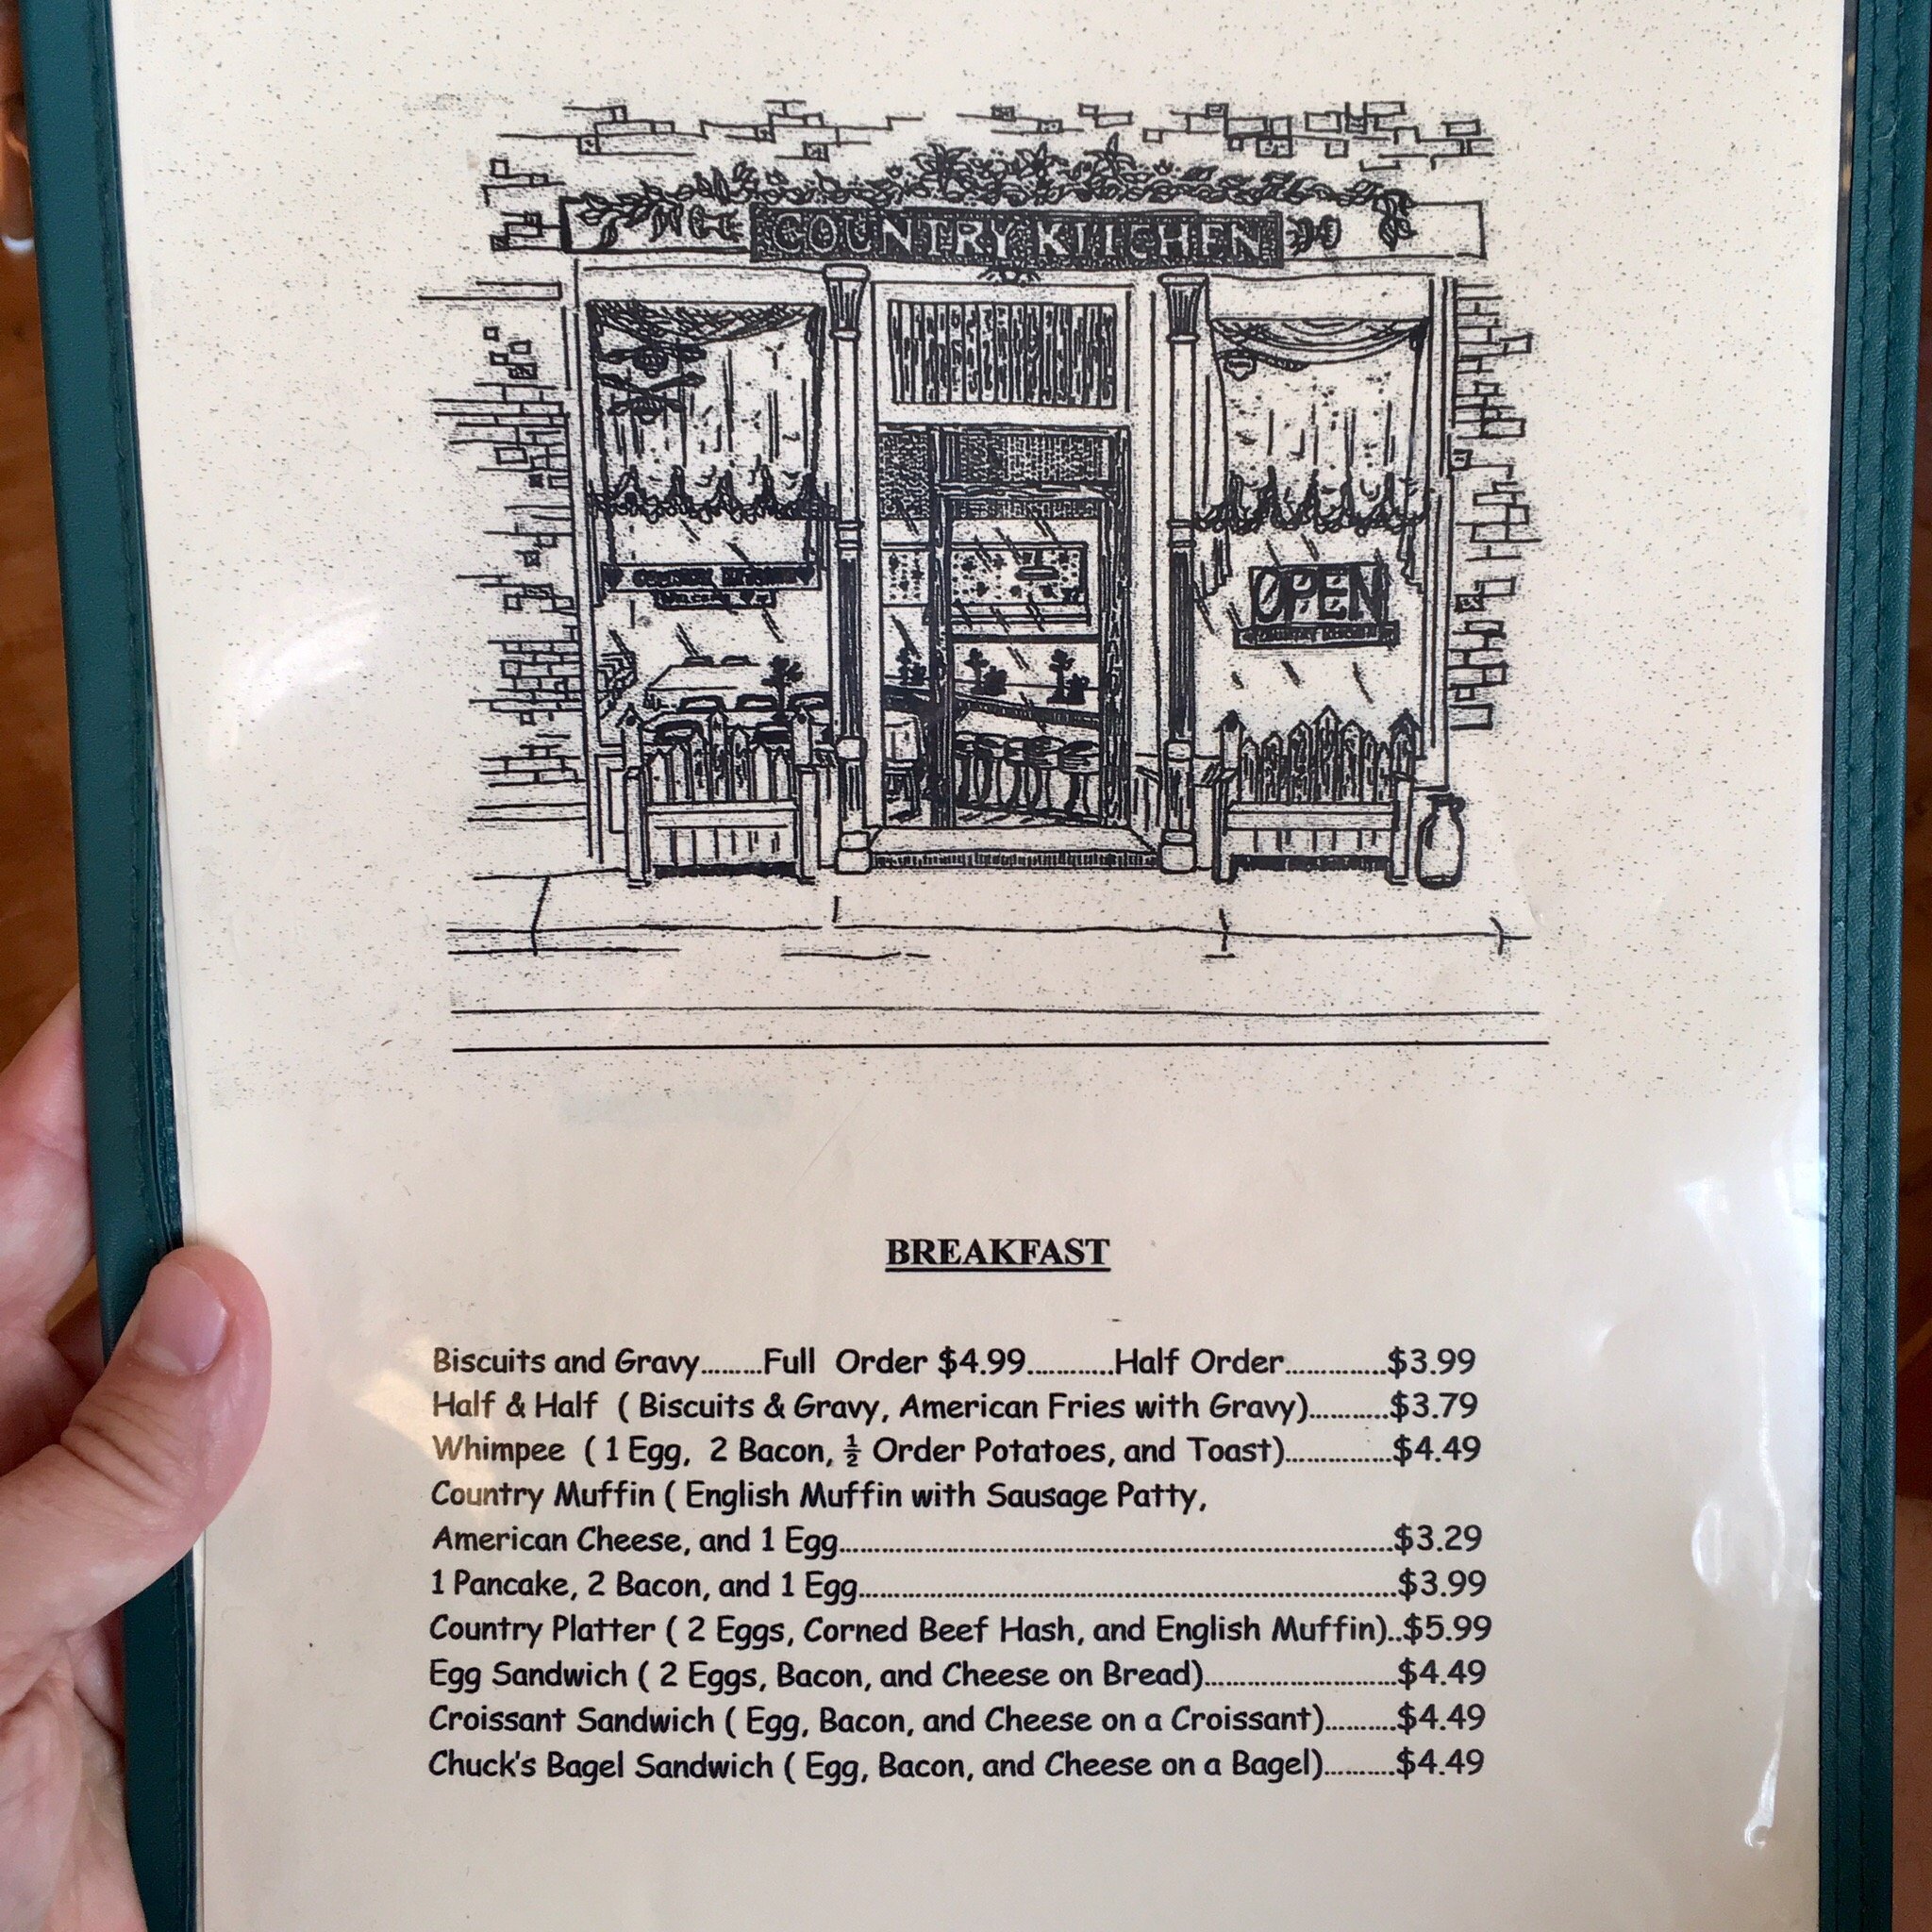 COUNTRY KITCHEN
OPEN
BREAKFAST
Biscuits and Gravy.........Full Order $4.99............Half Order..............$3.99
Half & Half ( Biscuits & Gravy, American Fries with Gravy)...........$3.79
Whimpee ( 1 Egg, 2 Bacon, ½ Order Potatoes, and Toast)...............$4.49
Country Muffin ( English Muffin with Sausage Patty,
American Cheese, and 1 Egg..............................................................................$3.29
1 Pancake, 2 Bacon, and 1 Egg............................................................................$3.99
Country Platter ( 2 Eggs, Corned Beef Hash, and English Muffin)..$5.99
Egg Sandwich ( 2 Eggs, Bacon, and Cheese on Bread)...........................$4.49
Croissant Sandwich ( Egg, Bacon, and Cheese on a Croissant)..........$4.49
Chuck's Bagel Sandwich ( Egg, Bacon, and Cheese on a Bagel)..........$4.49